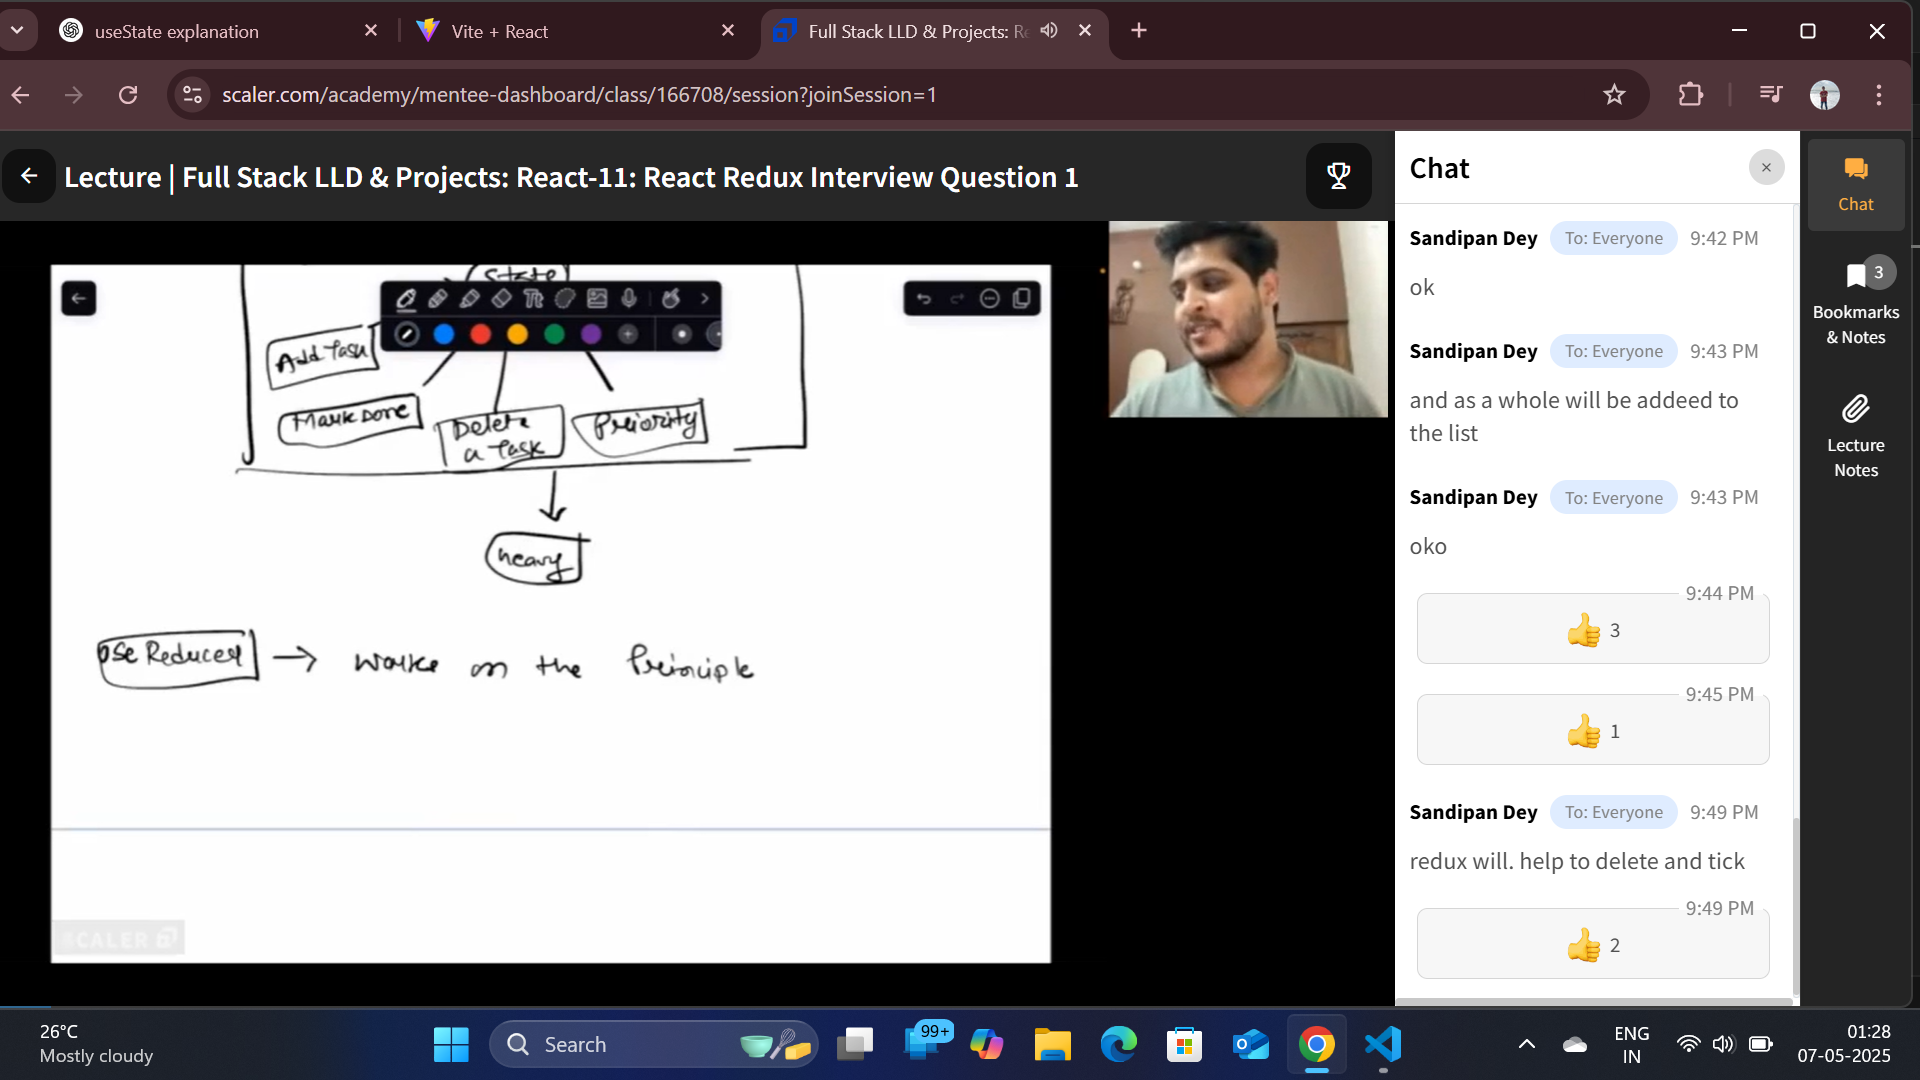 useState explanation
Vite + React
Full Stack LLD & Projects: Re
scaler.com/academy/mentee-dashboard/class/166708/session?joinSession=1
Lecture | Full Stack LLD & Projects: React-11: React Redux Interview Question 1
State
Add Task
Mark Done
Delete
a Task
Priority
heavy
Use Reducer → works on the Principle
SCALER
Chat
Sandipan Dey To: Everyone 9:42 PM
ok
Sandipan Dey To: Everyone 9:43 PM
and as a whole will be addeed to
the list
Sandipan Dey To: Everyone 9:43 PM
oko
9:44 PM
👍 3
9:45 PM
👍 1
Sandipan Dey To: Everyone 9:49 PM
redux will. help to delete and tick
9:49 PM
👍 2
Chat
3
Bookmarks
& Notes
Lecture
Notes
26°C
Mostly cloudy
Search
99+
ENG
IN
01:28
07-05-2025